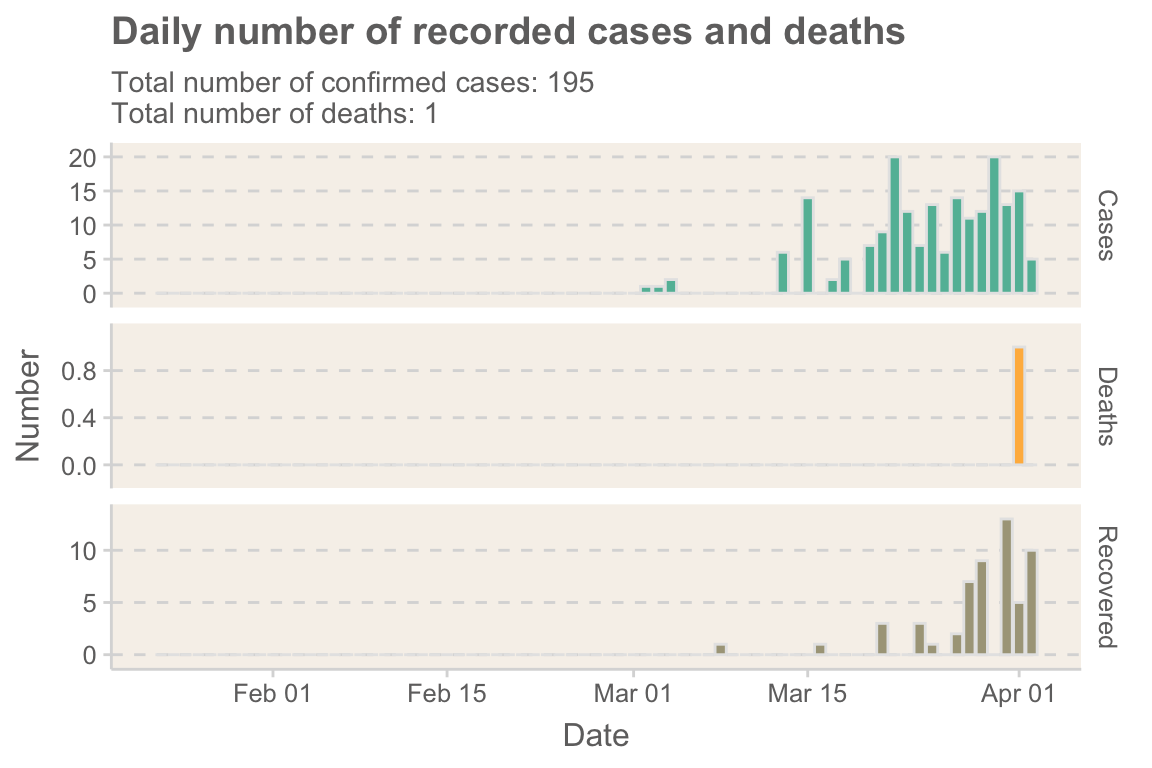 Daily number of recorded cases and deaths
Total number of confirmed cases: 195
Total number of deaths: 1
20
15
10
5
0
Cases
0.8
0.4
0.0
Deaths
Number
10
5
0
Recovered
Feb 01 Feb 15 Mar 01 Mar 15 Apr 01
Date